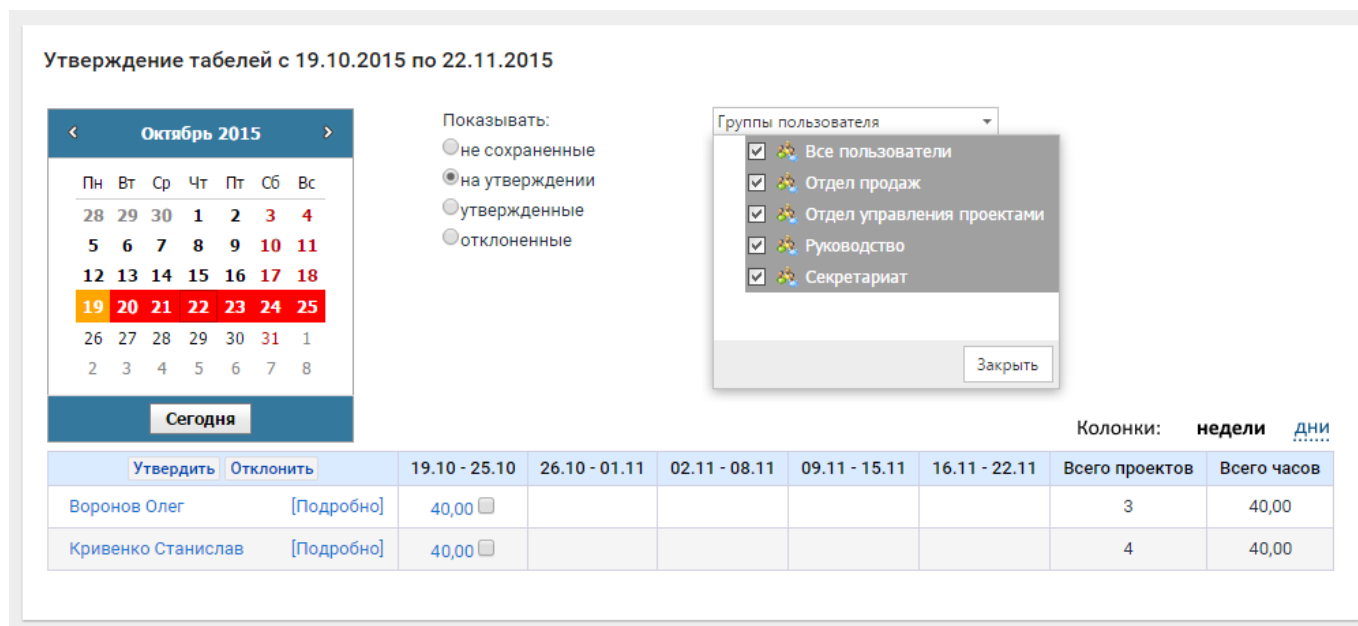 Утверждение табелей с 19.10.2015 по 22.11.2015
Октябрь 2015
Пн Вт Ср Чт Пт Сб Вс
28 29 30 1 2 3 4
5 6 7 8 9 10 11
12 13 14 15 16 17 18
19 20 21 22 23 24 25
26 27 28 29 30 31 1
2 3 4 5 6 7 8
Сегодня
Показывать:
не сохраненные
на утверждении
утвержденные
отклоненные
Группы пользователя
Все пользователи
Отдел продаж
Отдел управления проектами
Руководство
Секретариат
Закрыть
Колонки: недели дни
Утвердить Отклонить 19.10 - 25.10 26.10 - 01.11 02.11 - 08.11 09.11 - 15.11 16.11 - 22.11 Всего проектов Всего часов
Воронов Олег [Подробно] 40,00 3 40,00
Кривенко Станислав [Подробно] 40,00 4 40,00